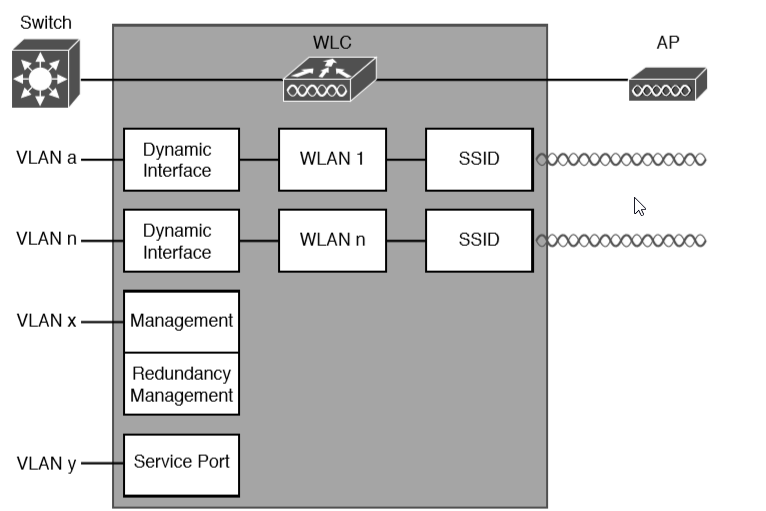 Switch
WLC
AP
VLAN a
Dynamic
Interface
WLAN 1
SSID
VLAN n
Dynamic
Interface
WLAN n
SSID
VLAN x
Management
Redundancy
Management
VLAN y
Service Port